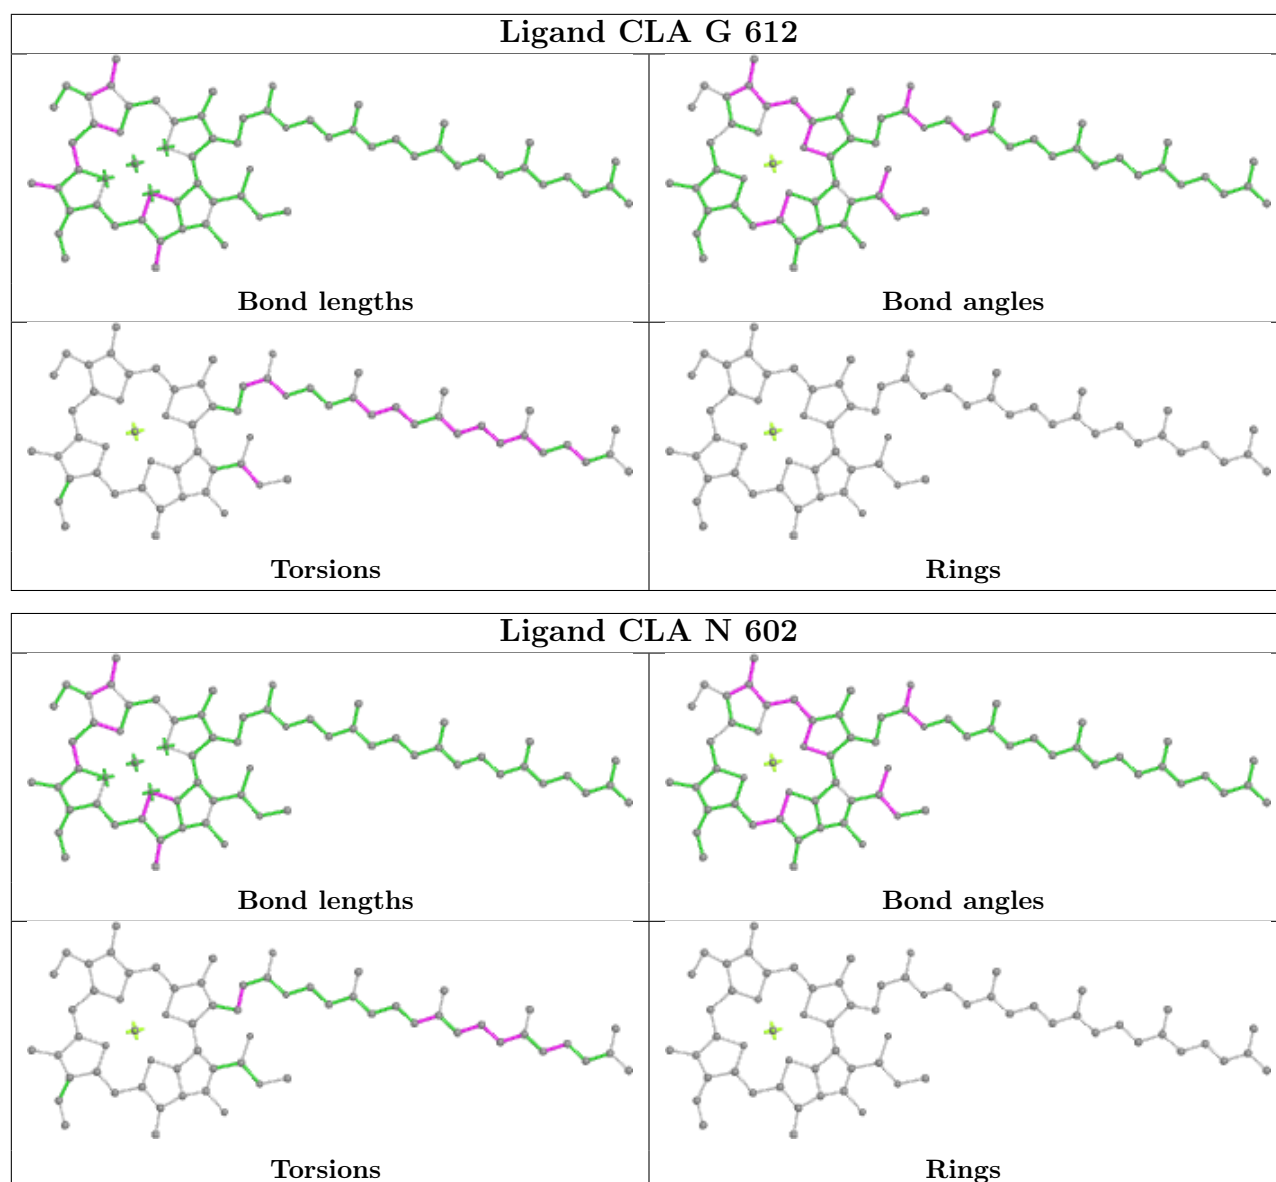 Ligand CLA G 612
Bond lengths
Bond angles
Torsions
Rings
Ligand CLA N 602
Bond lengths
Bond angles
Torsions
Rings